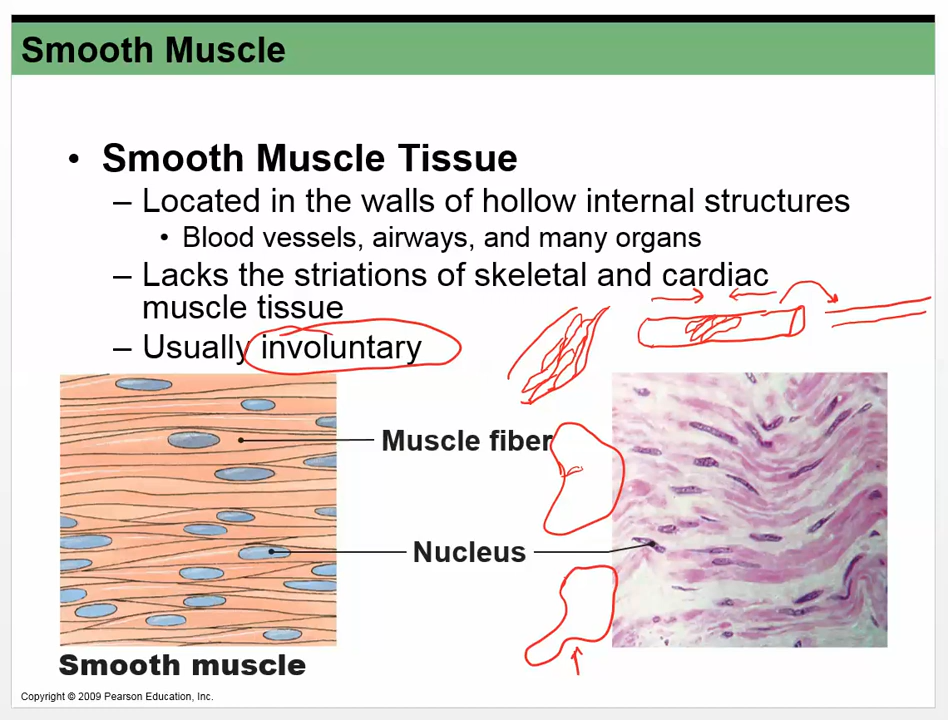 Smooth Muscle
• Smooth Muscle Tissue
– Located in the walls of hollow internal structures
• Blood vessels, airways, and many organs
– Lacks the striations of skeletal and cardiac
muscle tissue
– Usually involuntary
Muscle fiber
Nucleus
Smooth muscle
Copyright © 2009 Pearson Education, Inc.